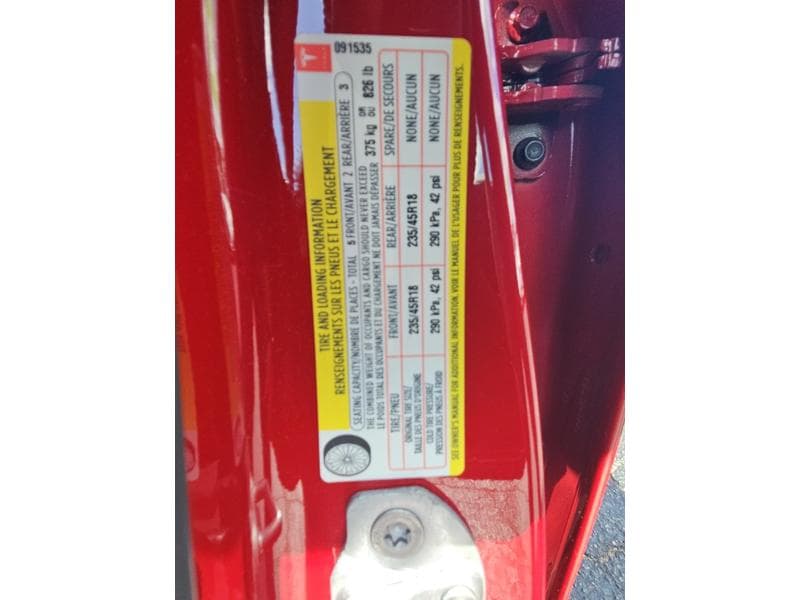 091535
TIRE AND LOADING INFORMATION
RENSEIGNEMENTS SUR LES PNEUS ET LE CHARGEMENT
SEATING CAPACITY/NOMBRE DE PLACES - TOTAL 5 FRONT/AVANT 2 REAR/ARRIÈRE 3
THE COMBINED WEIGHT OF OCCUPANTS AND CARGO SHOULD NEVER EXCEED
LE POIDS TOTAL DES OCCUPANTS ET DU CHARGEMENT NE DOIT JAMAIS DÉPASSER
375 kg OR OU 826 lb
TIRE/PNEU FRONT/AVANT REAR/ARRIÈRE SPARE/DE SECOURS
ORIGINAL TIRE SIZE/ 235/45R18 235/45R18 NONE/AUCUN
TAILLE DES PNEUS D'ORIGINE
COLD TIRE PRESSURE/ 290 kPa, 42 psi 290 kPa, 42 psi NONE/AUCUN
PRESSION DES PNEUS À FROID
SEE OWNER'S MANUAL FOR ADDITIONAL INFORMATION. VOIR LE MANUEL DE L'USAGER POUR PLUS DE RENSEIGNEMENTS.